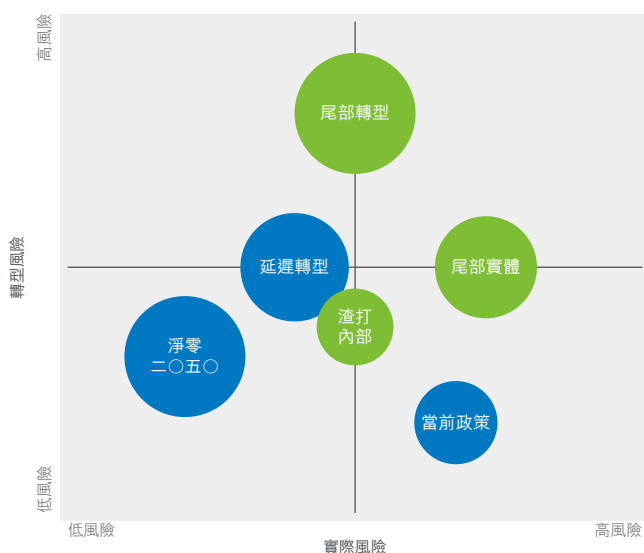 高風險
尾部轉型
轉型風險
延遲轉型
尾部實體
渣打
內部
淨零
二〇五〇
當前政策
低風險
低風險
高風險
實際風險